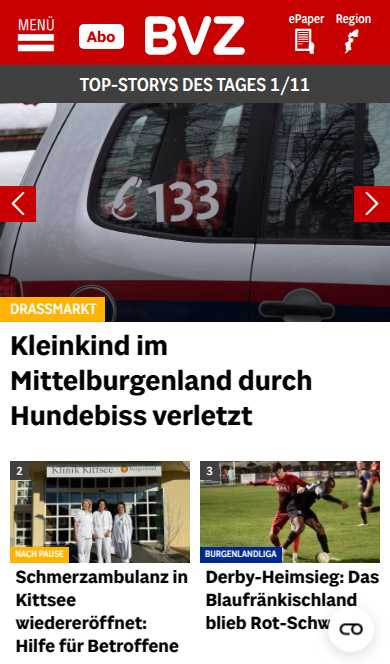 MENÜ
Abo
BVZ
ePaper
Region
TOP-STORYS DES TAGES 1/11
133
DRASSMARKT
Kleinkind im
Mittelburgenland durch
Hundebiss verletzt
2
Klinik Kittsee
NACH PAUSE
Schmerzambulanz in
Kittsee
wiedereröffnet:
Hilfe für Betroffene
3
BURGENLANDLIGA
Derby-Heimsieg: Das
Blaufränkischland
blieb Rot-Schw